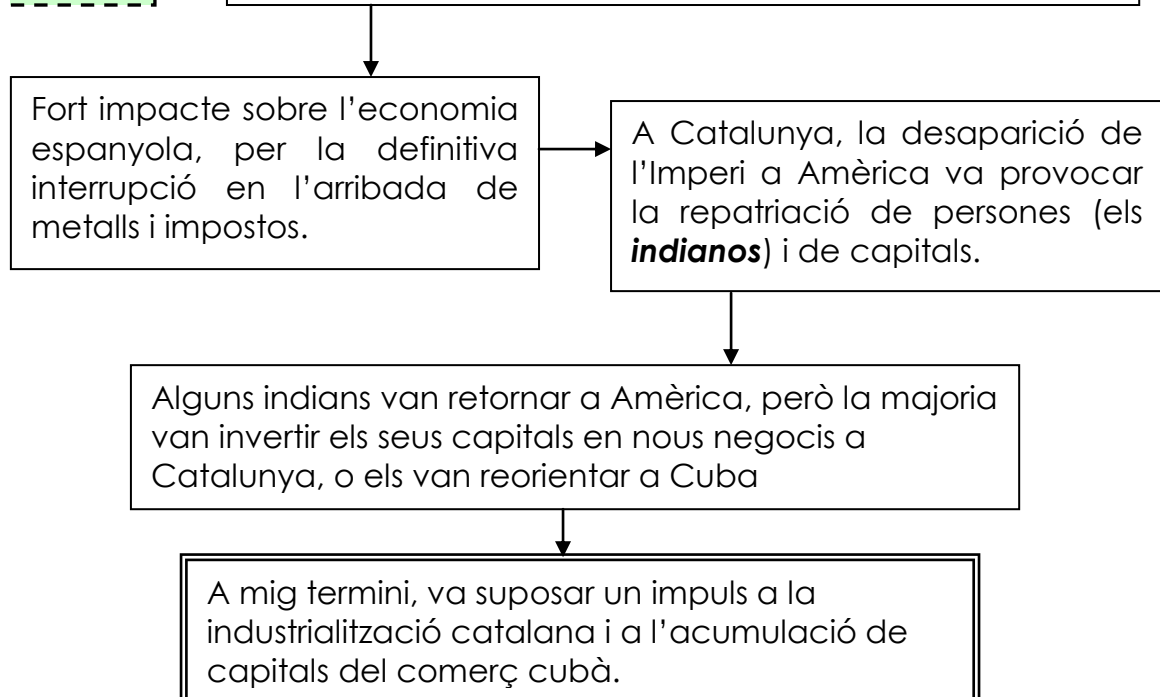 Fort impacte sobre l'economia
espanyola, per la definitiva
interrupció en l'arribada de
metalls i impostos.
A Catalunya, la desaparició de
l'Imperi a Amèrica va provocar
la repatriació de persones (els
indianos) i de capitals.
Alguns indians van retornar a Amèrica, però la majoria
van invertir els seus capitals en nous negocis a
Catalunya, o els van reorientar a Cuba
A mig termini, va suposar un impuls a la
industrialització catalana i a l'acumulació de
capitals del comerç cubà.